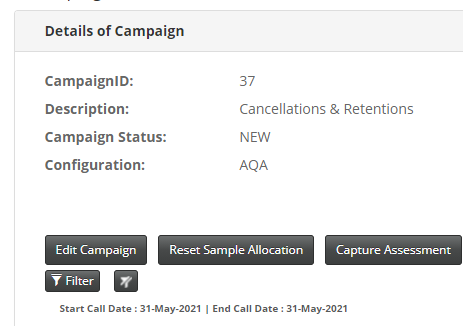 Details of Campaign
CampaignID: 37
Description: Cancellations & Retentions
Campaign Status: NEW
Configuration: AQA
Edit Campaign Reset Sample Allocation Capture Assessment
Filter
Start Call Date : 31-May-2021 | End Call Date : 31-May-2021